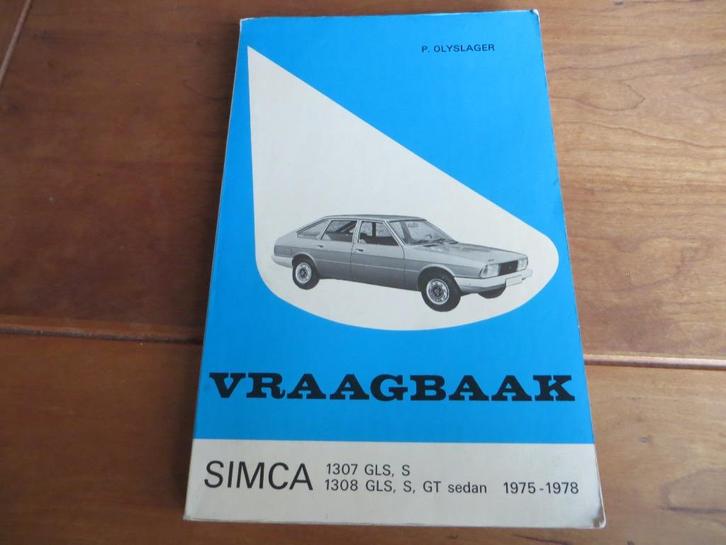 P. OLYSLAGER
VRAAGBAAK
SIMCA
1307 GLS, S
1308 GLS, S, GT sedan 1975-1978